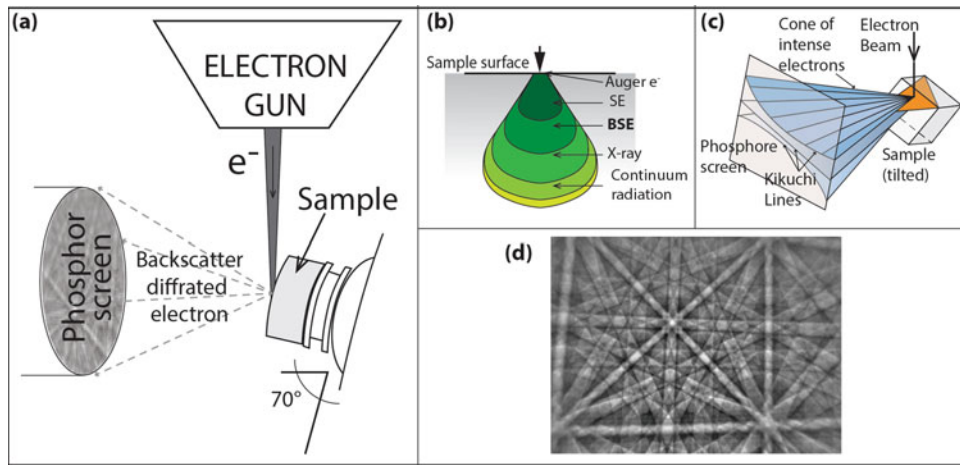 (a)
ELECTRON
GUN
e-
Sample
Backscatter
diffrated
electron
Phosphor
screen
70°
(b)
Sample surface
Auger e-
SE
BSE
X-ray
Continuum
radiation
(c)
Cone of
intense
electrons
Electron
Beam
Phosphore
screen
Kikuchi
Lines
Sample
(tilted)
(d)